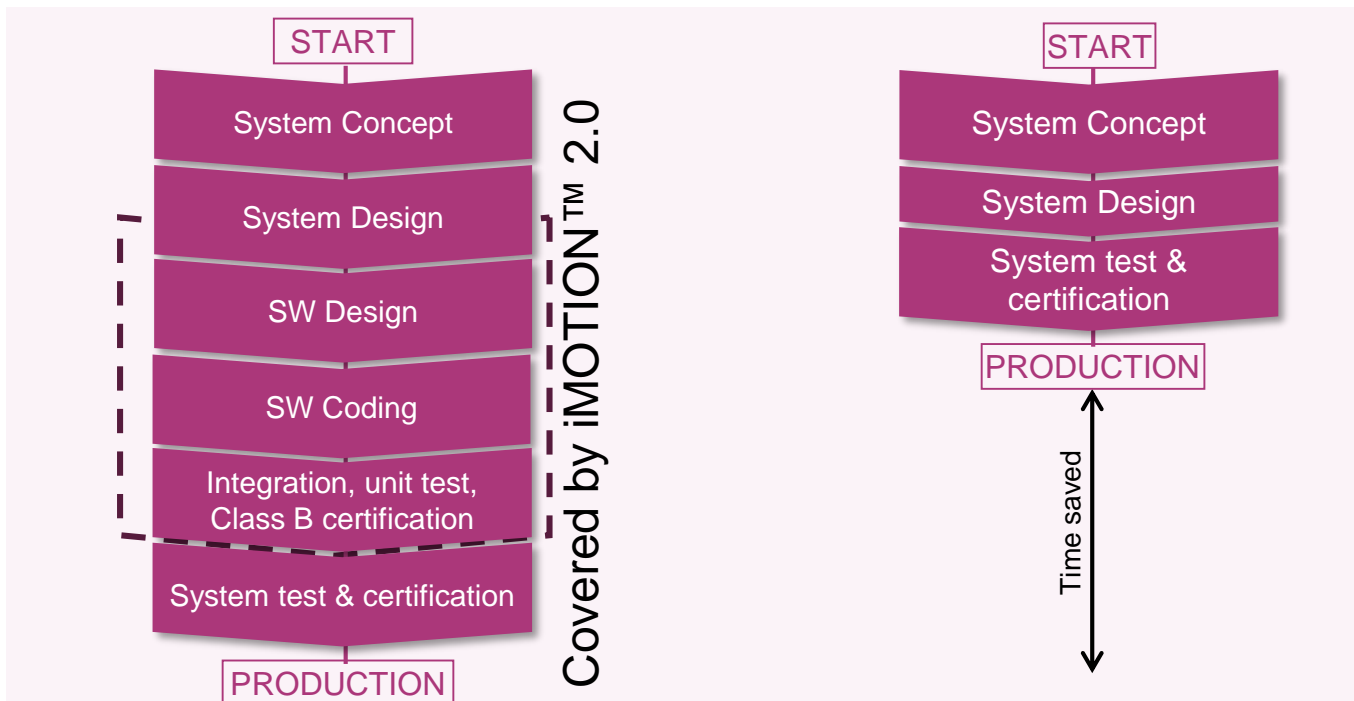 START
System Concept
System Design
SW Design
SW Coding
Integration, unit test,
Class B certification
System test & certification
PRODUCTION
Covered by iMOTION™ 2.0
START
System Concept
System Design
System test &
certification
PRODUCTION
Time saved